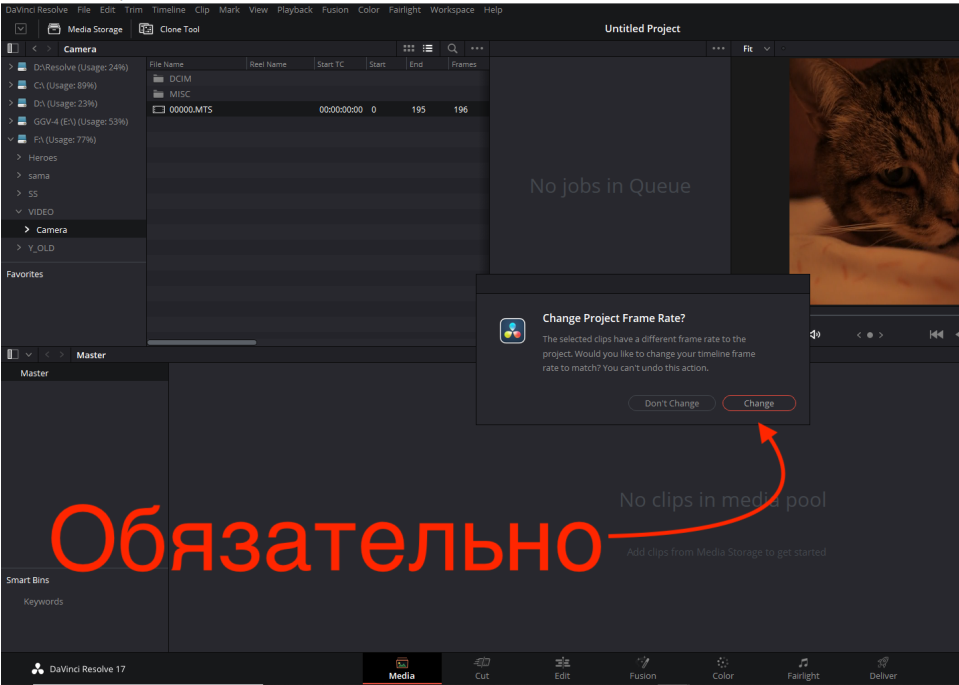 DaVinci Resolve File Edit Trim Timeline Clip Mark View Playback Fusion Color Fairlight Workspace Help
Media Storage Clone Tool Untitled Project
Camera Fit
File Name Reel Name Start TC Start End Frames
D:\Resolve (Usage: 24%)
DCIM
C:\ (Usage: 89%)
MISC
D:\ (Usage: 23%)
00000.MTS 00:00:00:00 0 195 196
GGV-4 (E:\) (Usage: 53%)
F:\ (Usage: 77%)
Heroes
sama
SS
VIDEO
Camera
Y_OLD
No jobs in Queue
Favorites
Change Project Frame Rate?
The selected clips have a different frame rate to the
project. Would you like to change your timeline frame
rate to match? You can't undo this action.
Don't Change Change
Master
Master
No clips in media pool
Add clips from Media Storage to get started
Обязательно
Smart Bins
Keywords
DaVinci Resolve 17
Media Cut Edit Fusion Color Fairlight Deliver